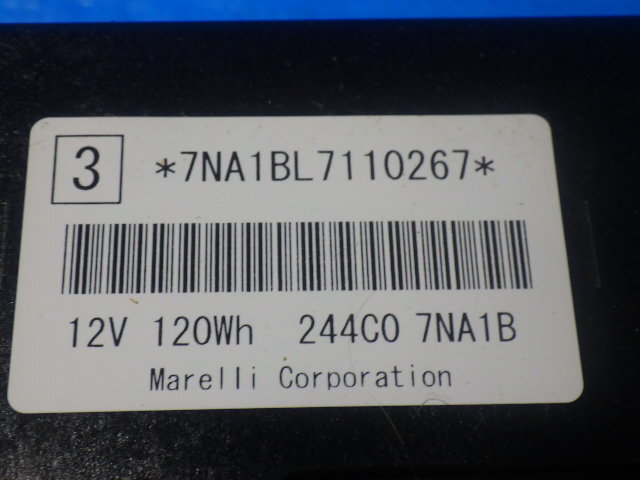 3 *7NA1BL7110267*
12V 120Wh 244C0 7NA1B
Marelli Corporation